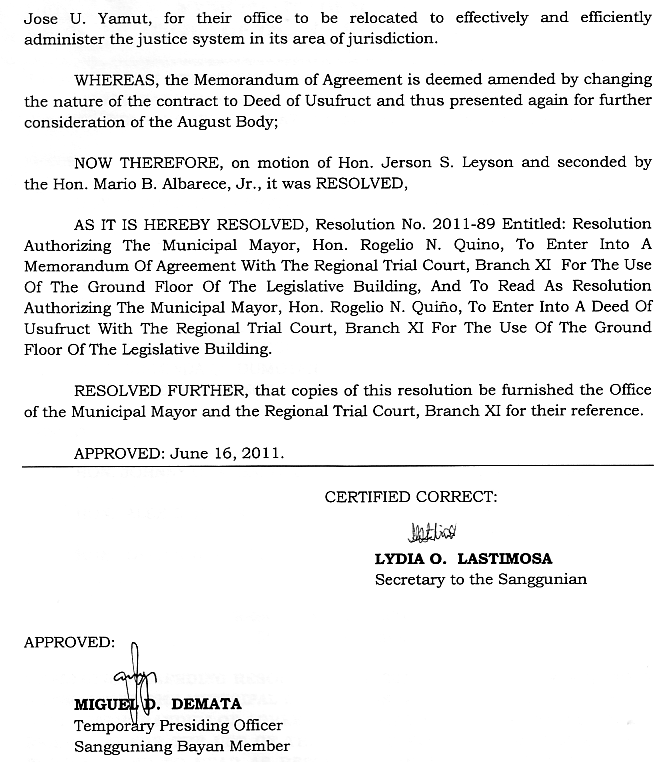 Jose U. Yamut, for their office to be relocated to effectively and efficiently
administer the justice system in its area of jurisdiction.
WHEREAS, the Memorandum of Agreement is deemed amended by changing
the nature of the contract to Deed of Usufruct and thus presented again for further
consideration of the August Body;
NOW THEREFORE, on motion of Hon. Jerson S. Leyson and seconded by
the Hon. Mario B. Albarece, Jr., it was RESOLVED,
AS IT IS HEREBY RESOLVED, Resolution No. 2011-89 Entitled: Resolution
Authorizing The Municipal Mayor, Hon. Rogelio N. Quino, To Enter Into A
Memorandum Of Agreement With The Regional Trial Court, Branch XI For The Use
Of The Ground Floor Of The Legislative Building, And To Read As Resolution
Authorizing The Municipal Mayor, Hon. Rogelio N. Quiño, To Enter Into A Deed Of
Usufruct With The Regional Trial Court, Branch XI For The Use Of The Ground
Floor Of The Legislative Building.
RESOLVED FURTHER, that copies of this resolution be furnished the Office
of the Municipal Mayor and the Regional Trial Court, Branch XI for their reference.
APPROVED: June 16, 2011.
CERTIFIED CORRECT:
LYDIA O. LASTIMOSA
Secretary to the Sanggunian
APPROVED:
MIGUEL D. DEMATA
Temporary Presiding Officer
Sangguniang Bayan Member